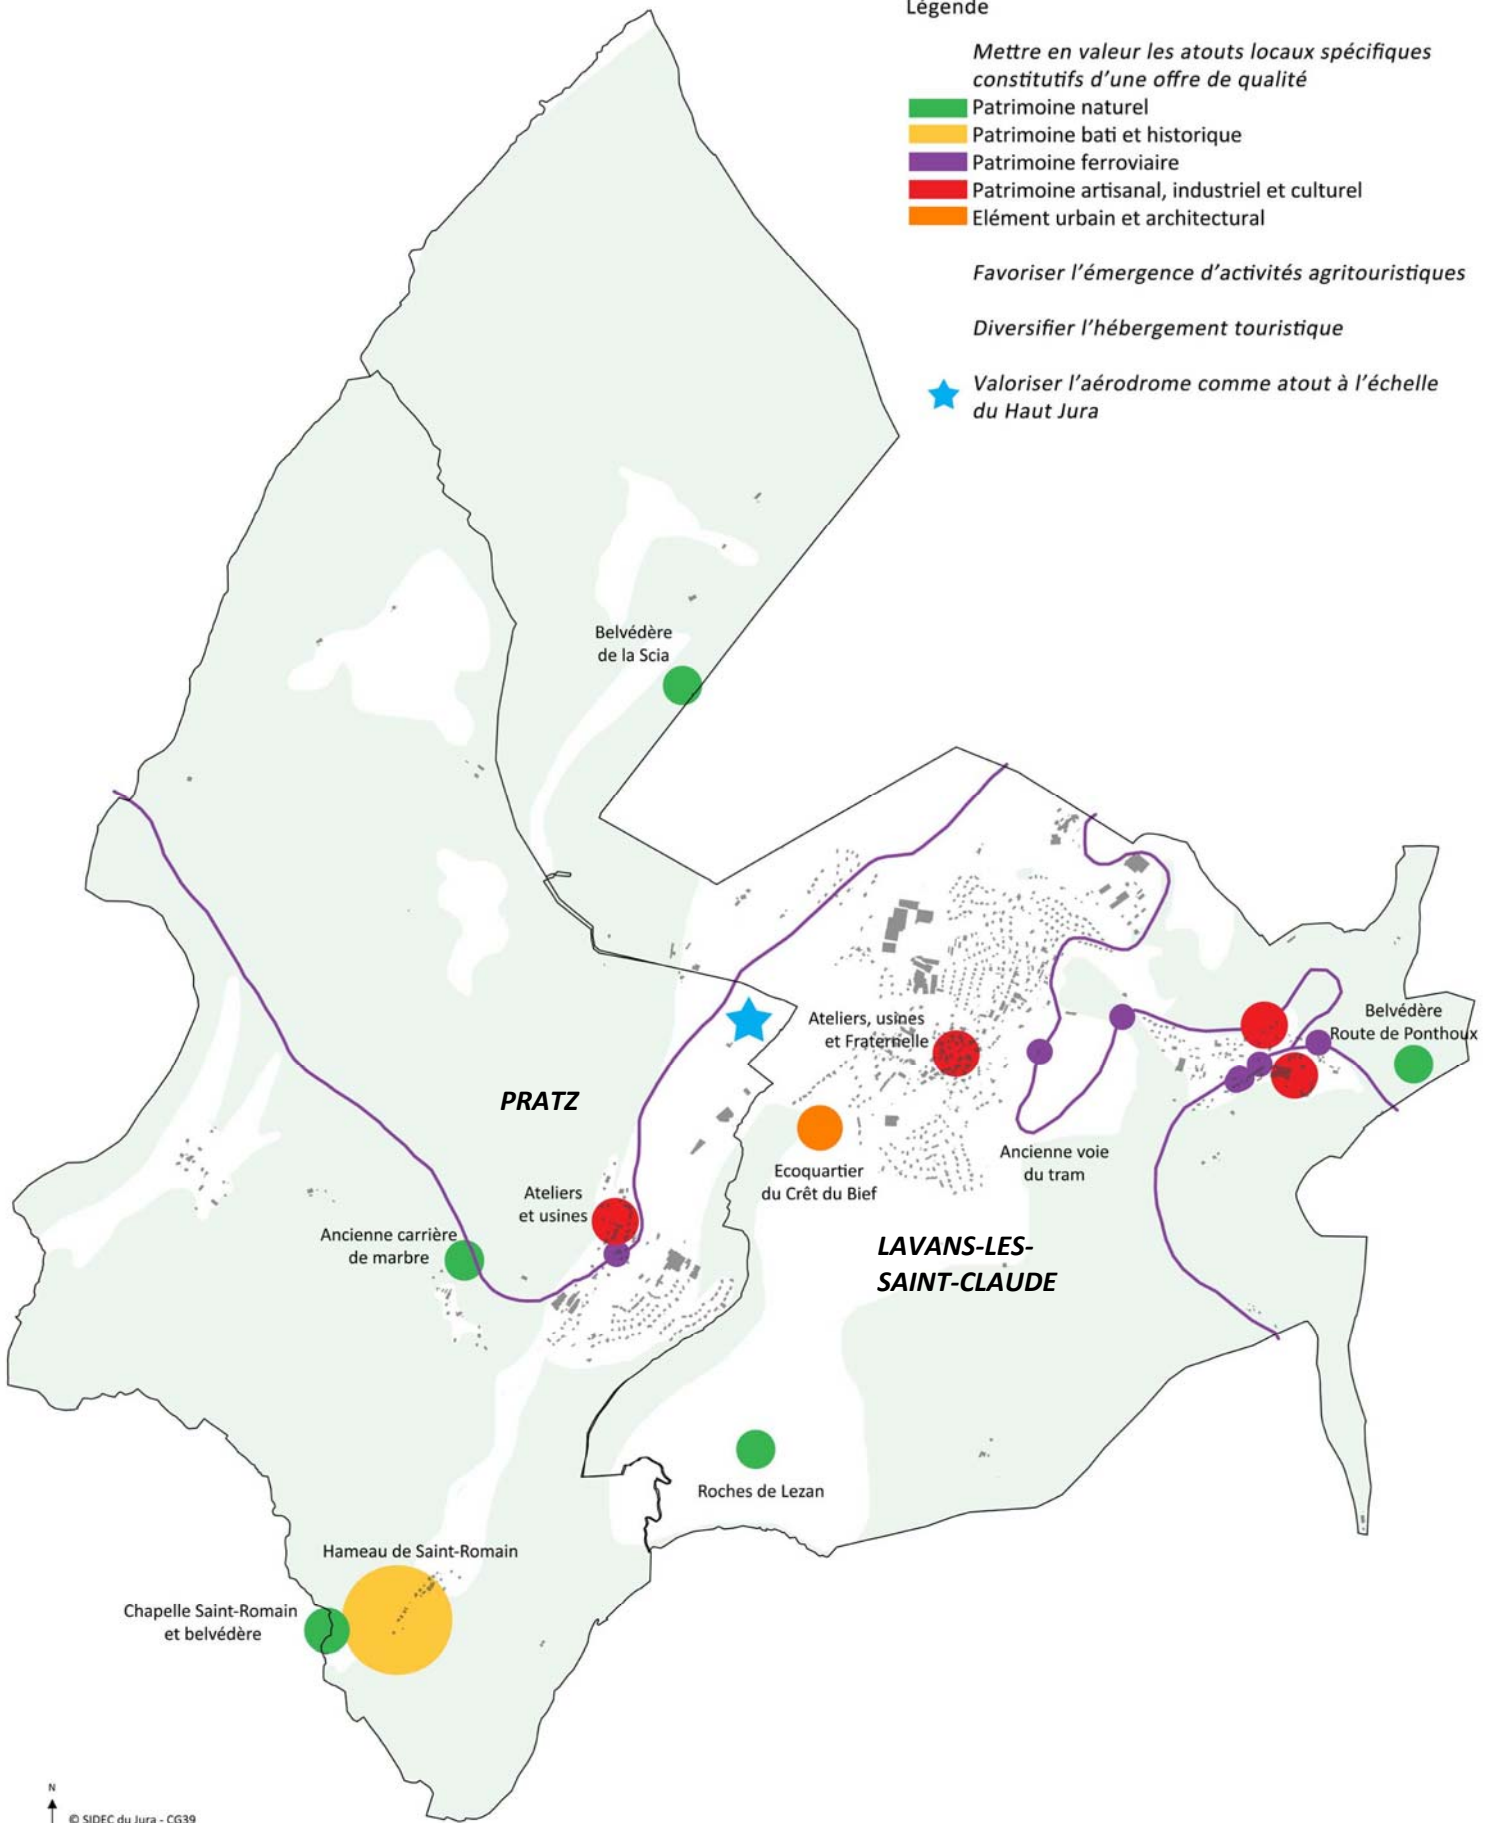 Légende
Mettre en valeur les atouts locaux spécifiques
constitutifs d'une offre de qualité
Patrimoine naturel
Patrimoine bati et historique
Patrimoine ferroviaire
Patrimoine artisanal, industriel et culturel
Elément urbain et architectural
Favoriser l'émergence d'activités agritouristiques
Diversifier l'hébergement touristique
Valoriser l'aérodrome comme atout à l'échelle
du Haut Jura
Belvédère
de la Scia
Ateliers, usines
et Fraternelle
Belvédère
Route de Ponthoux
PRATZ
Ancienne voie
du tram
Ecoquartier
du Crêt du Bief
Ateliers
et usines
Ancienne carrière
de marbre
LAVANS-LES-
SAINT-CLAUDE
Roches de Lezan
Hameau de Saint-Romain
Chapelle Saint-Romain
et belvédère
N
© SIDEC du Jura - CG39